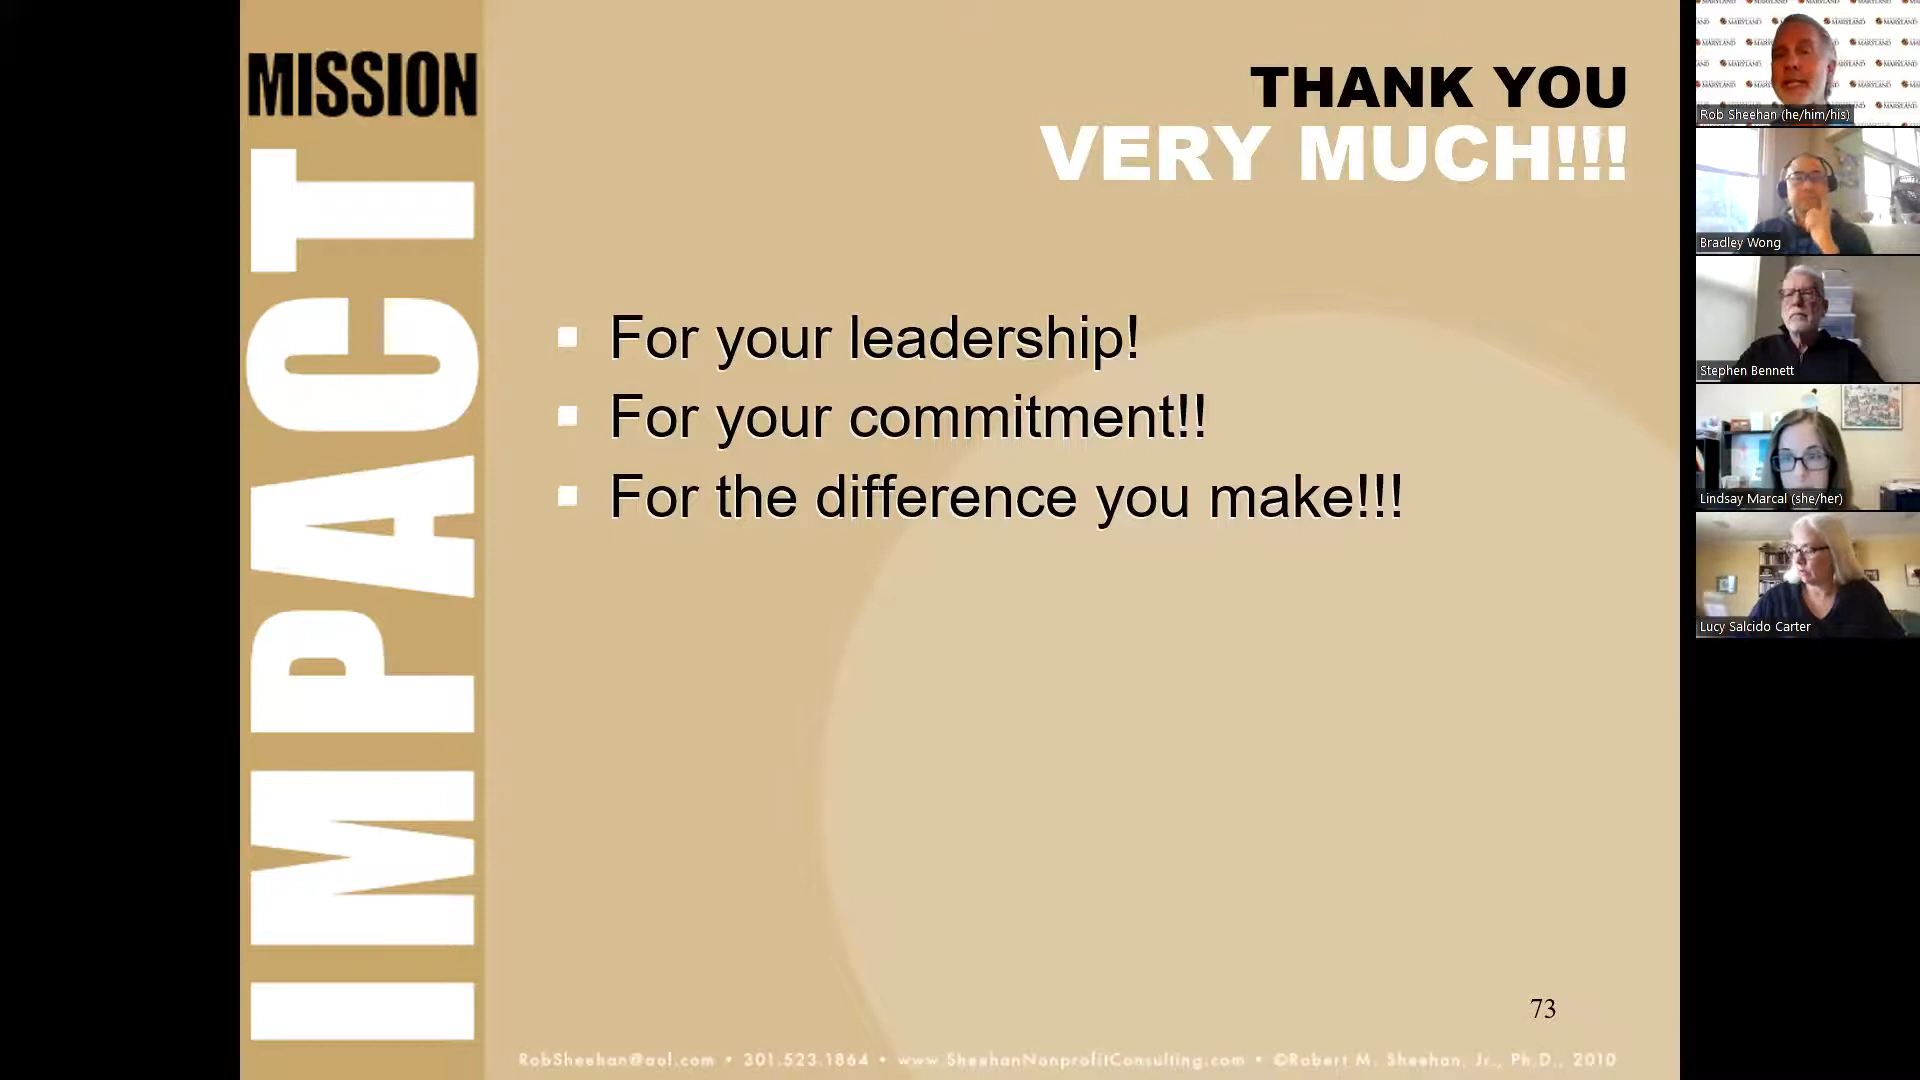 MISSION
IMPACT
THANK YOU
VERY MUCH!!!
For your leadership!
For your commitment!!
For the difference you make!!!
73
RobSheehan@aol.com • 301.523.1864 • www.SheehanNonprofitConsulting.com • ©Robert M. Sheehan, Jr., Ph.D., 2010
MARYLAND
Rob Sheehan (he/him/his)
Bradley Wong
Stephen Bennett
Lindsay Marcal (she/her)
Lucy Salcido Carter